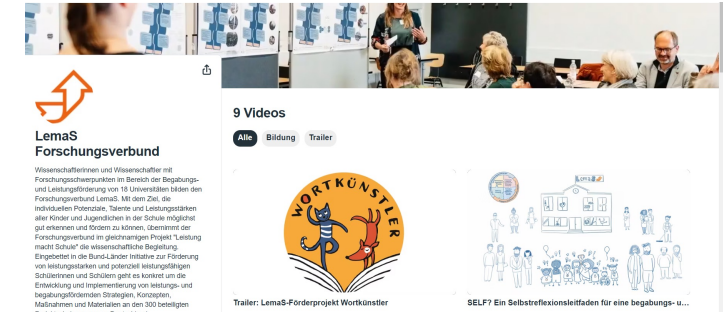 LemaS
Forschungsverbund
Wissenschaftlerinnen und Wissenschaftler mit
Forschungsschwerpunkten im Bereich der Begabungs-
und Leistungsförderung von 18 Universitäten bilden den
Forschungsverbund LemaS. Mit dem Ziel, die
individuellen Potenziale, Talente und Leistungsstärken
aller Kinder und Jugendlichen in der Schule möglichst
gut erkennen und fördern zu können, übernimmt der
Forschungsverbund im gleichnamigen Projekt "Leistung
macht Schule" die wissenschaftliche Begleitung.
Eingebettet in die Bund-Länder Initiative zur Förderung
von leistungsstarken und potenziell leistungsfähigen
Schülerinnen und Schülern geht es konkret um die
Entwicklung und Implementierung von leistungs- und
begabungsfördernden Strategien, Konzepten,
Maßnahmen und Materialien an den 300 beteiligten
9 Videos
Alle Bildung Trailer
WORTKÜNSTLER
Trailer: LemaS-Förderprojekt Wortkünstler
SELF? Ein Selbstreflexionsleitfaden für eine begabungs- u...